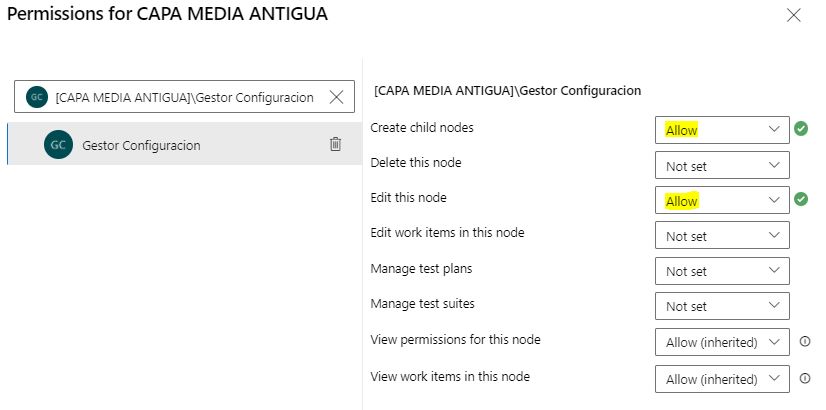 Permissions for CAPA MEDIA ANTIGUA
GC [CAPA MEDIA ANTIGUA]\Gestor Configuracion
GC Gestor Configuracion
[CAPA MEDIA ANTIGUA]\Gestor Configuracion
Create child nodes Allow
Delete this node Not set
Edit this node Allow
Edit work items in this node Not set
Manage test plans Not set
Manage test suites Not set
View permissions for this node Allow (inherited)
View work items in this node Allow (inherited)